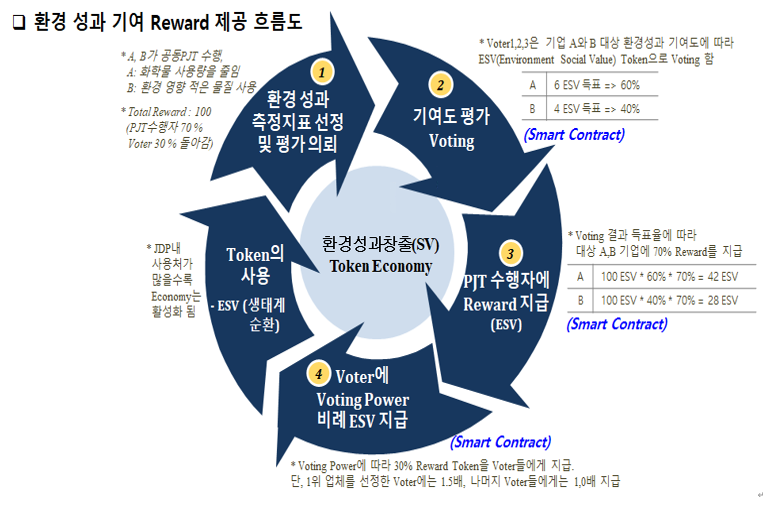 ❑ 환경 성과 기여 Reward 제공 흐름도
* A, B가 공동PJT 수행,
A: 화학물 사용량을 줄임
B: 환경 영향 적은 물질 사용
* Total Reward : 100
(PJT수행자 70 %
Voter 30 % 돌아감)
1
환경 성과
측정지표 선정
및 평가 의뢰
2
기여도 평가
Voting
* Voter1,2,3은 기업 A와 B 대상 환경성과 기여도에 따라
ESV(Environment Social Value) Token으로 Voting 함
A 6 ESV 득표 => 60%
B 4 ESV 득표 => 40%
(Smart Contract)
환경성과창출(SV)
Token Economy
3
PJT 수행자에
Reward 지급
(ESV)
* Voting 결과 득표율에 따라
대상 A,B 기업에 70% Reward를 지급
A 100 ESV * 60% * 70% = 42 ESV
B 100 ESV * 40% * 70% = 28 ESV
(Smart Contract)
4
Voter에
Voting Power
비례 ESV 지급
(Smart Contract)
* Voting Power에 따라 30% Reward Token을 Voter들에게 지급.
단, 1위 업체를 선정한 Voter에는 1.5배, 나머지 Voter들에게는 1,0배 지급
* JDP내
사용처가
많을수록
Economy는
활성화 됨
Token의
사용
- ESV (생태계
순환)